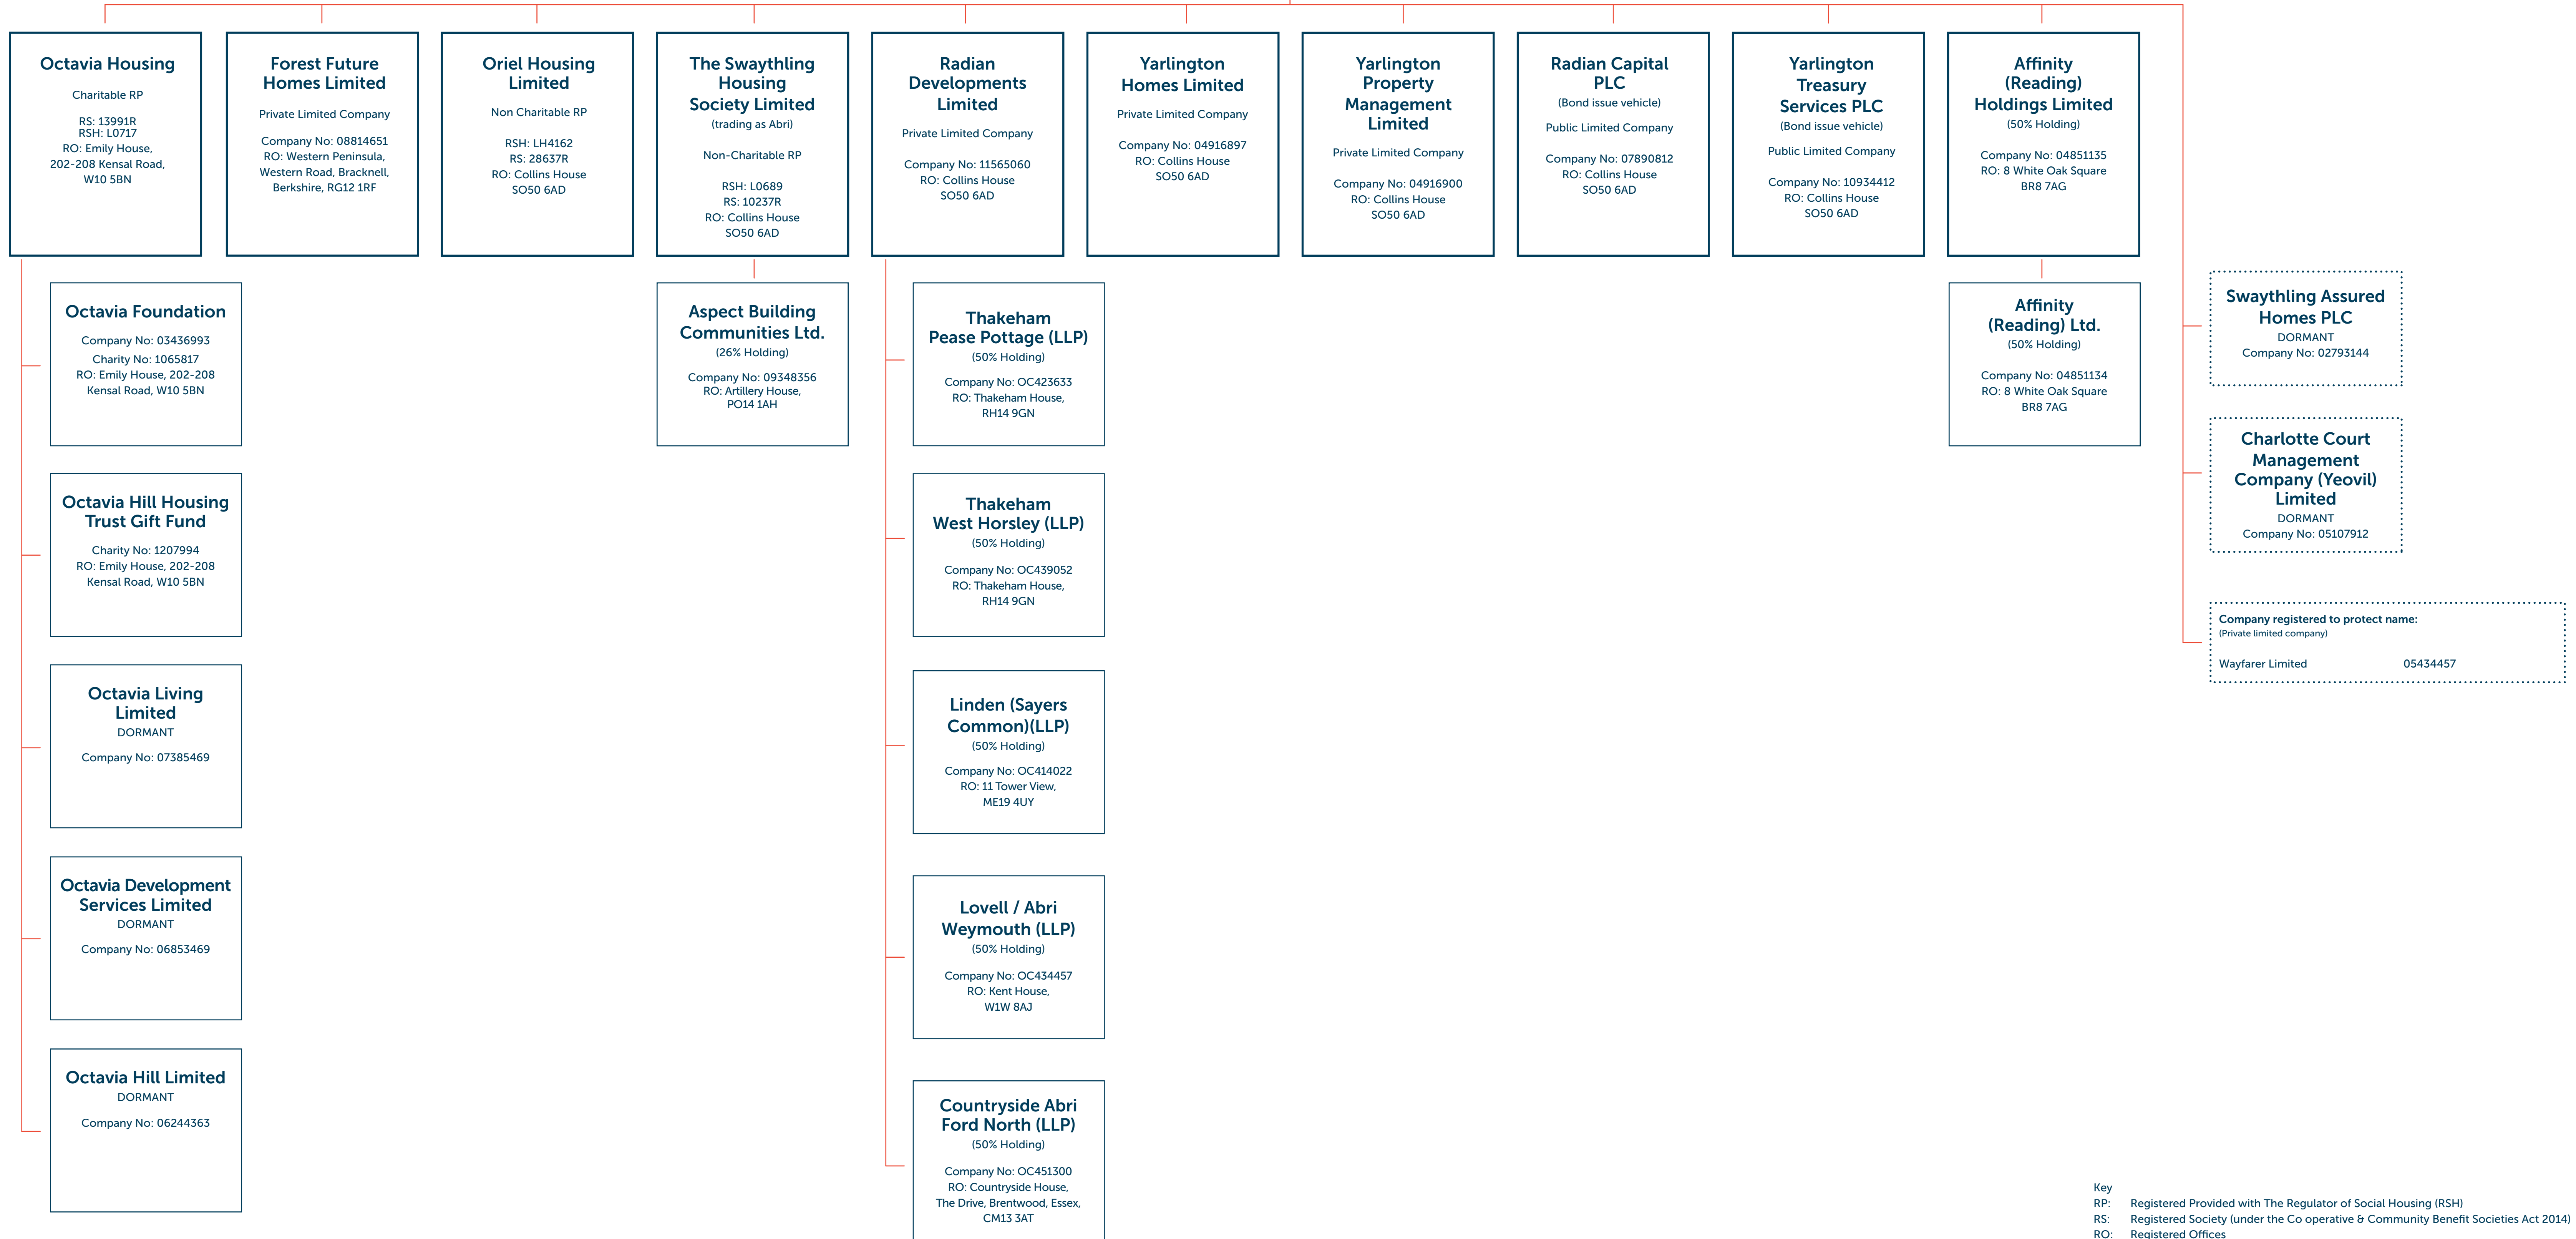 Octavia Housing
Charitable RP
RS: 13991R
RSH: L0717
RO: Emily House,
202-208 Kensal Road,
W10 5BN
Forest Future
Homes Limited
Private Limited Company
Company No: 08814651
RO: Western Peninsula,
Western Road, Bracknell,
Berkshire, RG12 1RF
Oriel Housing
Limited
Non Charitable RP
RSH: LH4162
RS: 28637R
RO: Collins House
SO50 6AD
The Swaythling
Housing
Society Limited
(trading as Abri)
Non-Charitable RP
RSH: L0689
RS: 10237R
RO: Collins House
SO50 6AD
Radian
Developments
Limited
Private Limited Company
Company No: 11565060
RO: Collins House
SO50 6AD
Yarlington
Homes Limited
Private Limited Company
Company No: 04916897
RO: Collins House
SO50 6AD
Yarlington
Property
Management
Limited
Private Limited Company
Company No: 04916900
RO: Collins House
SO50 6AD
Radian Capital
PLC
(Bond issue vehicle)
Public Limited Company
Company No: 07890812
RO: Collins House
SO50 6AD
Yarlington
Treasury
Services PLC
(Bond issue vehicle)
Public Limited Company
Company No: 10934412
RO: Collins House
SO50 6AD
Affinity
(Reading)
Holdings Limited
(50% Holding)
Company No: 04851135
RO: 8 White Oak Square
BR8 7AG
Octavia Foundation
Company No: 03436993
Charity No: 1065817
RO: Emily House, 202-208
Kensal Road, W10 5BN
Octavia Hill Housing
Trust Gift Fund
Charity No: 1207994
RO: Emily House, 202-208
Kensal Road, W10 5BN
Octavia Living
Limited
DORMANT
Company No: 07385469
Octavia Development
Services Limited
DORMANT
Company No: 06853469
Octavia Hill Limited
DORMANT
Company No: 06244363
Aspect Building
Communities Ltd.
(26% Holding)
Company No: 09348356
RO: Artillery House,
PO14 1AH
Thakeham
Pease Pottage (LLP)
(50% Holding)
Company No: OC423633
RO: Thakeham House,
RH14 9GN
Thakeham
West Horsley (LLP)
(50% Holding)
Company No: OC439052
RO: Thakeham House,
RH14 9GN
Linden (Sayers
Common)(LLP)
(50% Holding)
Company No: OC414022
RO: 11 Tower View,
ME19 4UY
Lovell / Abri
Weymouth (LLP)
(50% Holding)
Company No: OC434457
RO: Kent House,
W1W 8AJ
Countryside Abri
Ford North (LLP)
(50% Holding)
Company No: OC451300
RO: Countryside House,
The Drive, Brentwood, Essex,
CM13 3AT
Affinity
(Reading) Ltd.
(50% Holding)
Company No: 04851134
RO: 8 White Oak Square
BR8 7AG
Swaythling Assured
Homes PLC
DORMANT
Company No: 02793144
Charlotte Court
Management
Company (Yeovil)
Limited
DORMANT
Company No: 05107912
Company registered to protect name:
(Private limited company)
Wayfarer Limited 05434457
Key
RP: Registered Provided with The Regulator of Social Housing (RSH)
RS: Registered Society (under the Co operative & Community Benefit Societies Act 2014)
RO: Registered Offices